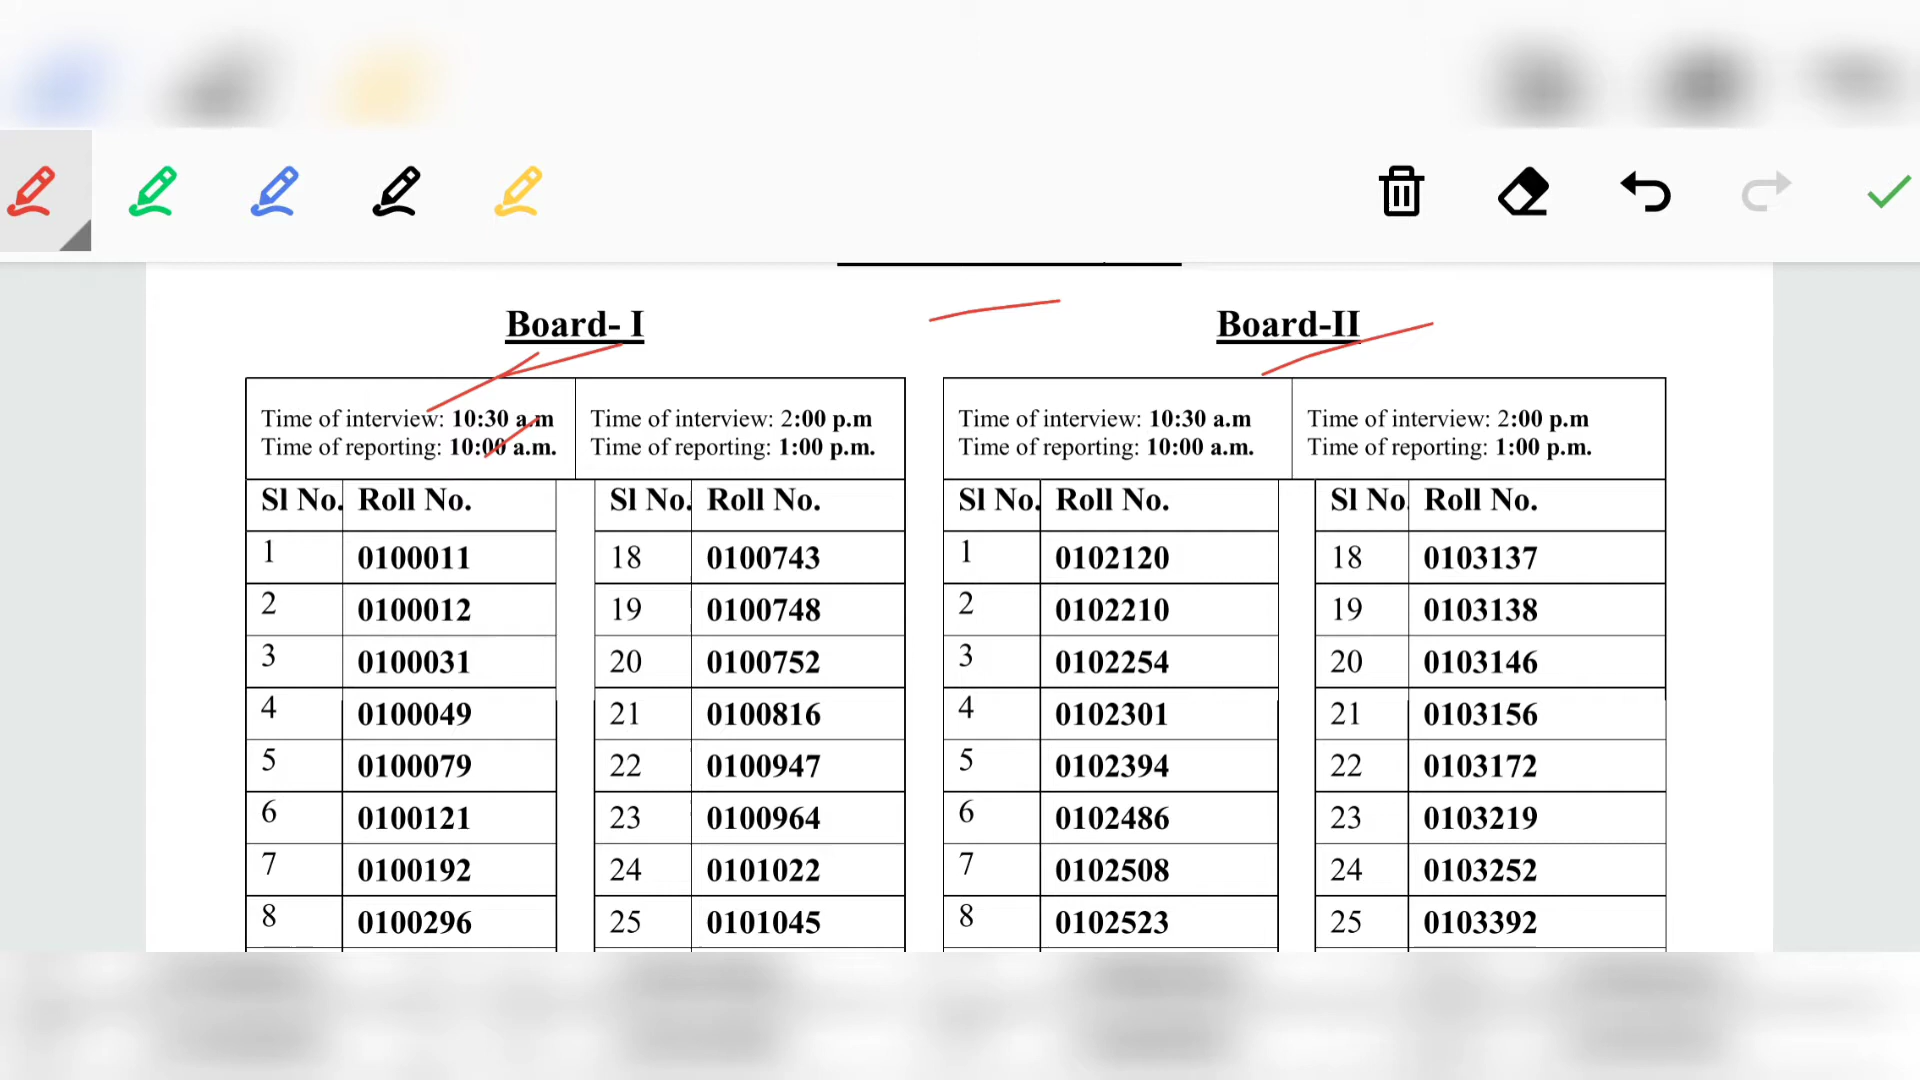 Board- I
Board-II
Time of interview: 10:30 a.m
Time of reporting: 10:00 a.m.
Time of interview: 2:00 p.m
Time of reporting: 1:00 p.m.
Time of interview: 10:30 a.m
Time of reporting: 10:00 a.m.
Time of interview: 2:00 p.m
Time of reporting: 1:00 p.m.
Sl No. Roll No. Sl No. Roll No. Sl No. Roll No. Sl No. Roll No.
1 0100011 18 0100743 1 0102120 18 0103137
2 0100012 19 0100748 2 0102210 19 0103138
3 0100031 20 0100752 3 0102254 20 0103146
4 0100049 21 0100816 4 0102301 21 0103156
5 0100079 22 0100947 5 0102394 22 0103172
6 0100121 23 0100964 6 0102486 23 0103219
7 0100192 24 0101022 7 0102508 24 0103252
8 0100296 25 0101045 8 0102523 25 0103392